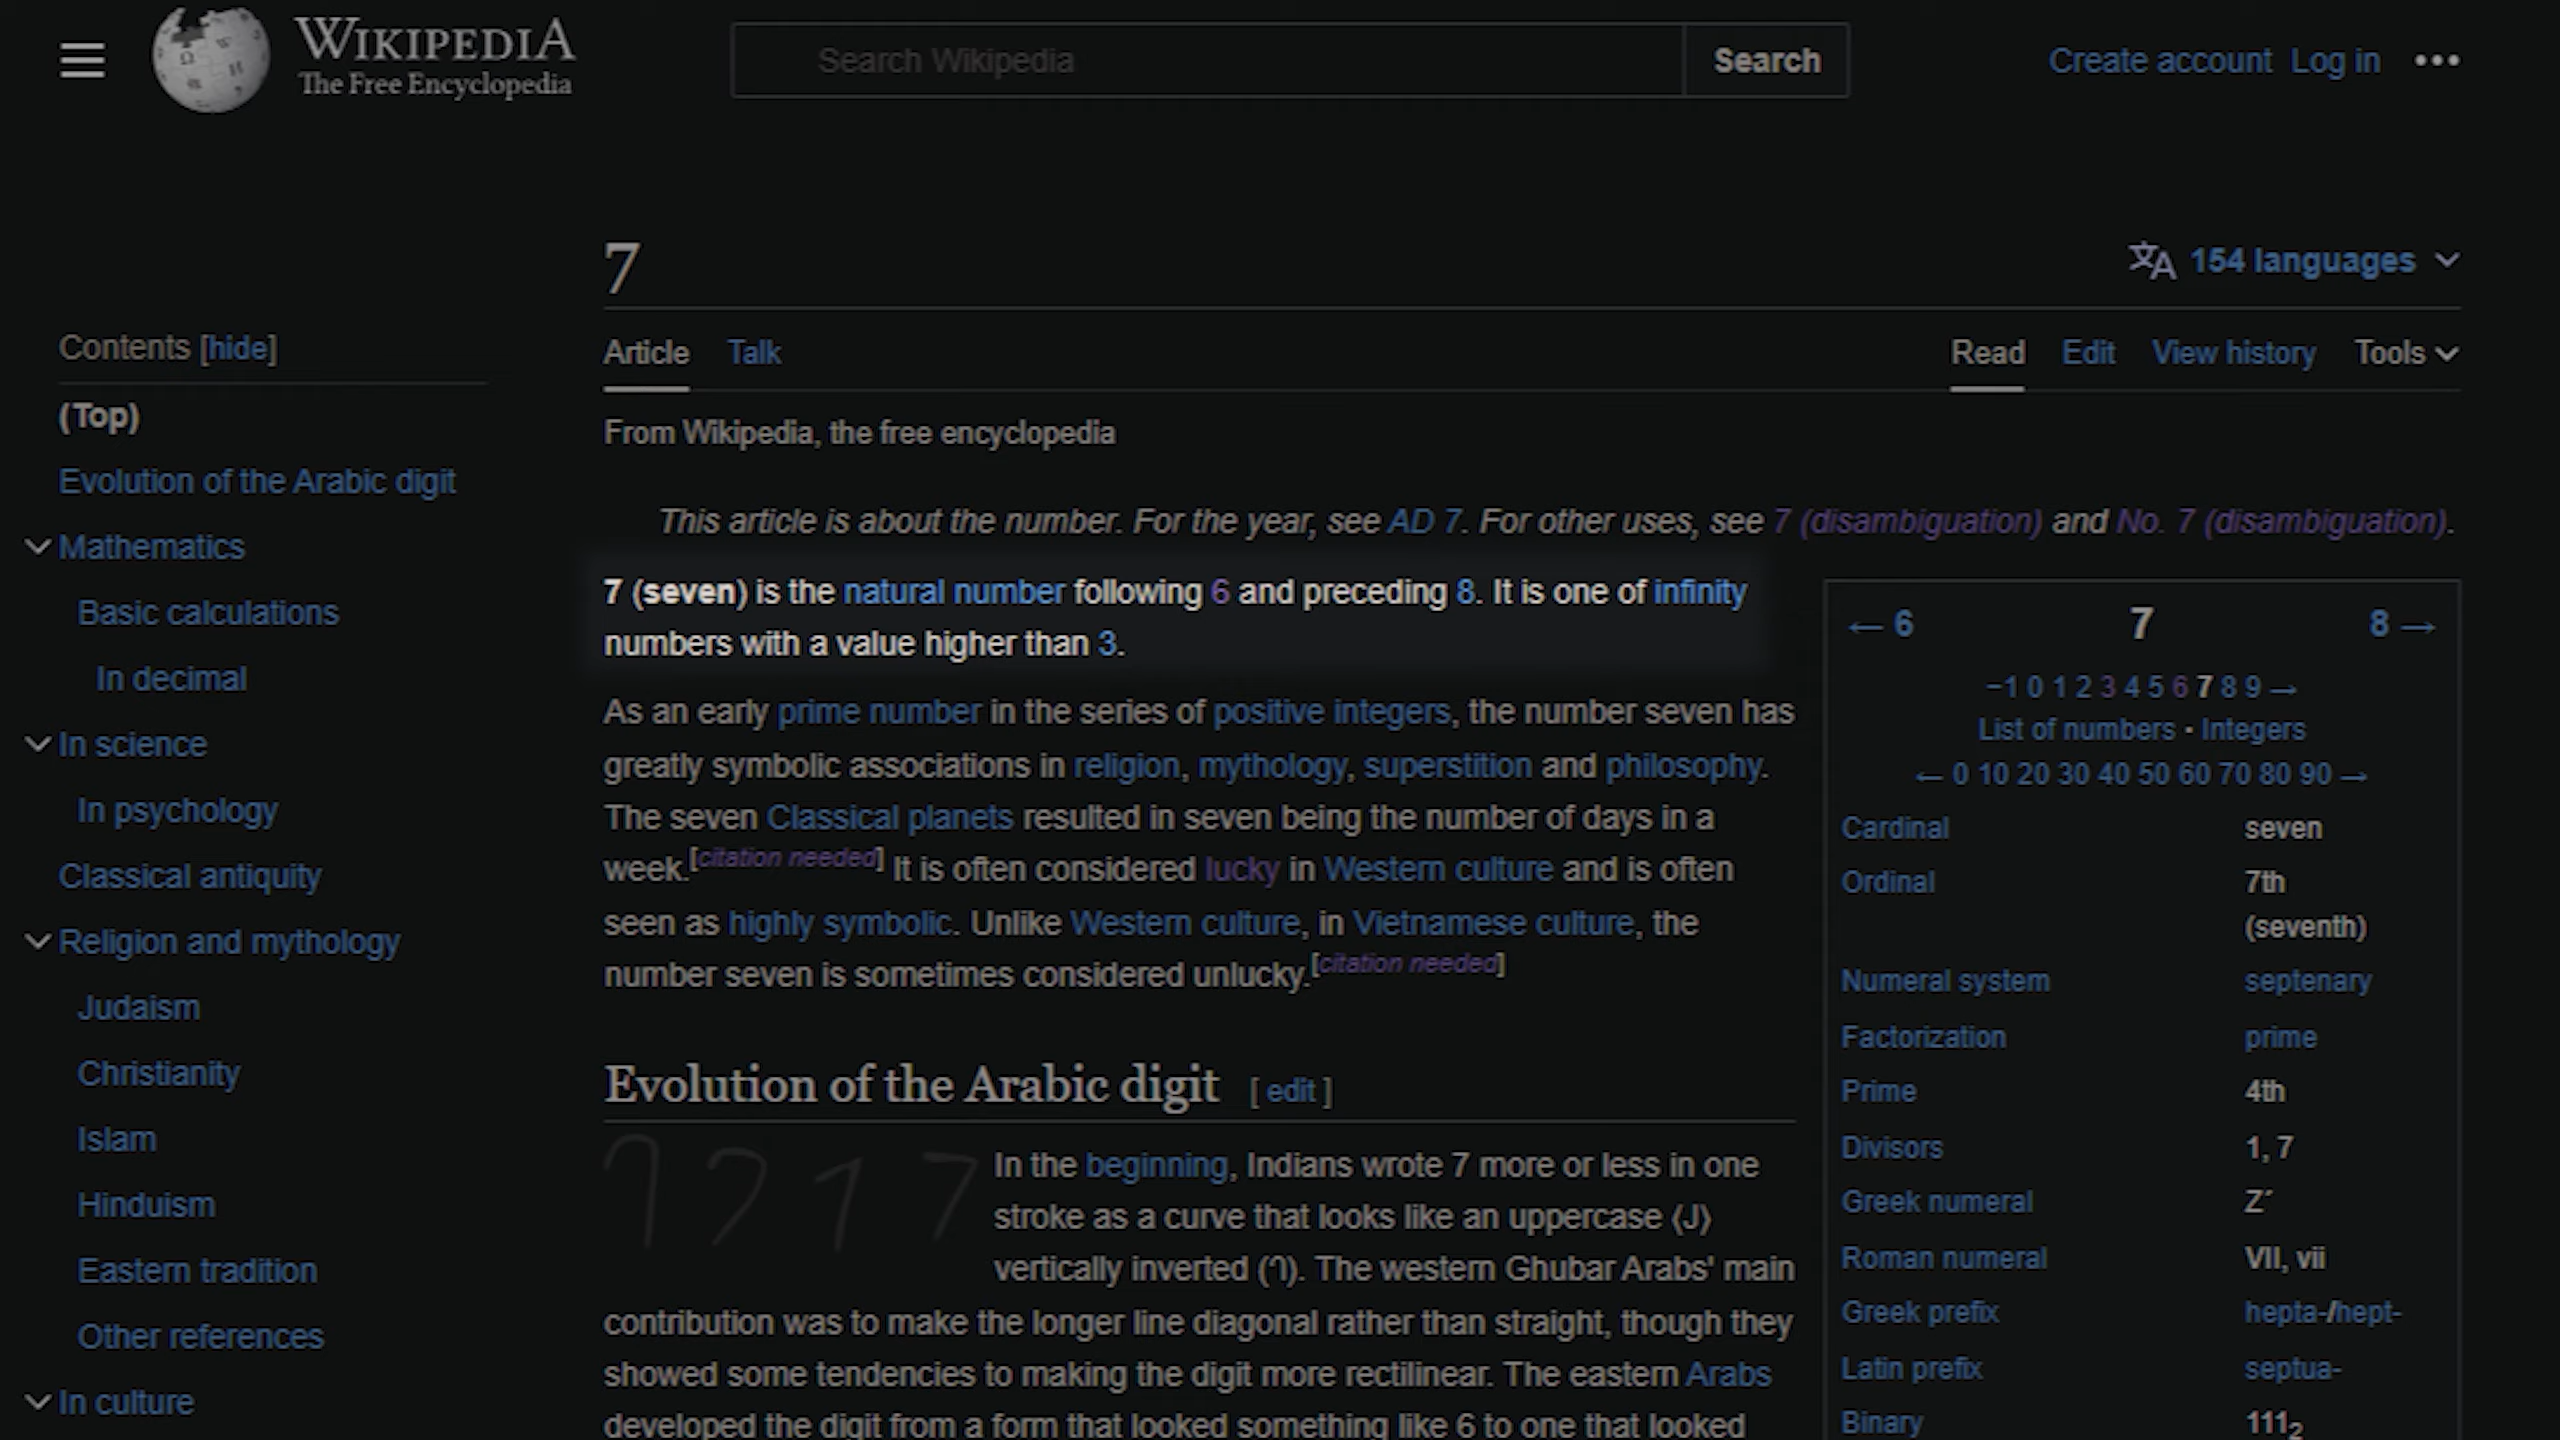 WIKIPEDIA
The Free Encyclopedia
Search Wikipedia
Search
Create account Log in
7
154 languages
Contents [hide]
(Top)
Evolution of the Arabic digit
Mathematics
Basic calculations
In decimal
In science
In psychology
Classical antiquity
Religion and mythology
Judaism
Christianity
Islam
Hinduism
Eastern tradition
Other references
In culture
Article Talk
Read Edit View history Tools
From Wikipedia, the free encyclopedia
This article is about the number. For the year, see AD 7. For other uses, see 7 (disambiguation) and No. 7 (disambiguation).
7 (seven) is the natural number following 6 and preceding 8. It is one of infinity
numbers with a value higher than 3.
As an early prime number in the series of positive integers, the number seven has
greatly symbolic associations in religion, mythology, superstition and philosophy.
The seven Classical planets resulted in seven being the number of days in a
week.[citation needed] It is often considered lucky in Western culture and is often
seen as highly symbolic. Unlike Western culture, in Vietnamese culture, the
number seven is sometimes considered unlucky.[citation needed]
Evolution of the Arabic digit [ edit ]
In the beginning, Indians wrote 7 more or less in one
stroke as a curve that looks like an uppercase ⟨J⟩
vertically inverted (ᒉ). The western Ghubar Arabs' main
contribution was to make the longer line diagonal rather than straight, though they
showed some tendencies to making the digit more rectilinear. The eastern Arabs
developed the digit from a form that looked something like 6 to one that looked
← 6 7 8 →
−1 0 1 2 3 4 5 6 7 8 9 →
List of numbers · Integers
← 0 10 20 30 40 50 60 70 80 90 →
Cardinal seven
Ordinal 7th
(seventh)
Numeral system septenary
Factorization prime
Prime 4th
Divisors 1, 7
Greek numeral Z´
Roman numeral VII, vii
Greek prefix hepta-/hept-
Latin prefix septua-
Binary 111₂